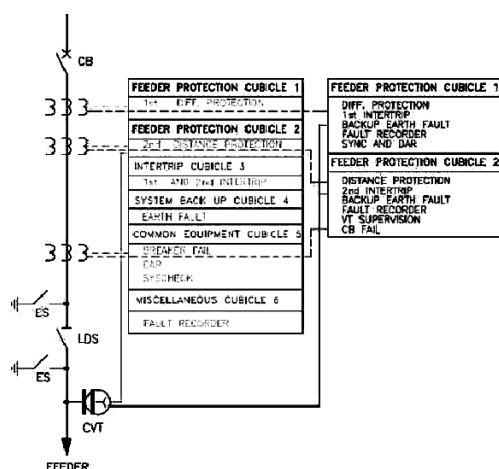 CB
FEEDER PROTECTION CUBICLE 1
1st DIFF. PROTECTION
FEEDER PROTECTION CUBICLE 2
2nd DISTANCE PROTECTION
INTERTRIP CUBICLE 3
1st AND 2nd INTERTRIP
SYSTEM BACK UP CUBICLE 4
EARTH FAULT
COMMON EQUIPMENT CUBICLE 5
BREAKER FAIL
DAR
SYSCHECK
MISCELLANEOUS CUBICLE 6
FAULT RECORDER
FEEDER PROTECTION CUBICLE 1
DIFF. PROTECTION
1st INTERTRIP
BACKUP EARTH FAULT
FAULT RECORDER
SYNC AND DAR
FEEDER PROTECTION CUBICLE 2
DISTANCE PROTECTION
2nd INTERTRIP
BACKUP EARTH FAULT
FAULT RECORDER
VT SUPERVISION
CB FAIL
ES
LDS
ES
CVT
FEEDER